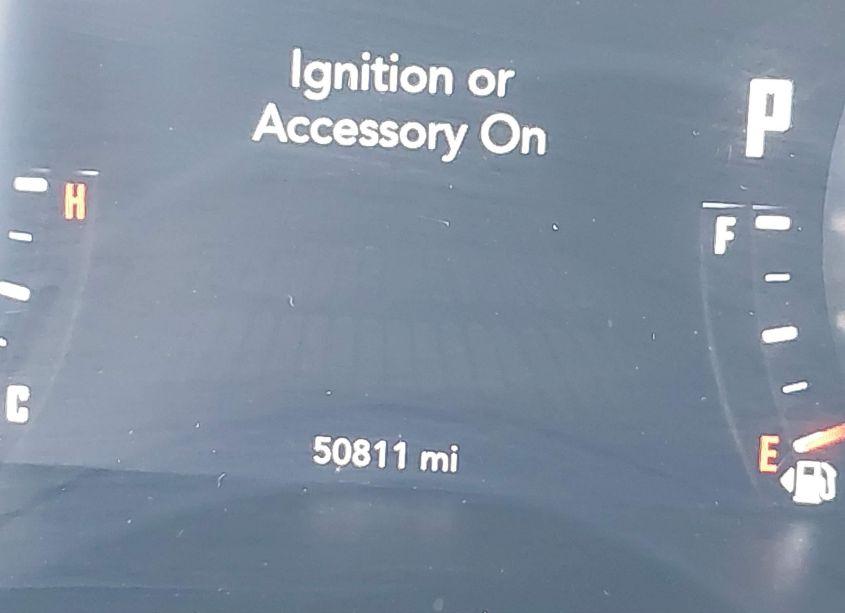 Ignition or
Accessory On
P
H
F
C
50811 mi
E